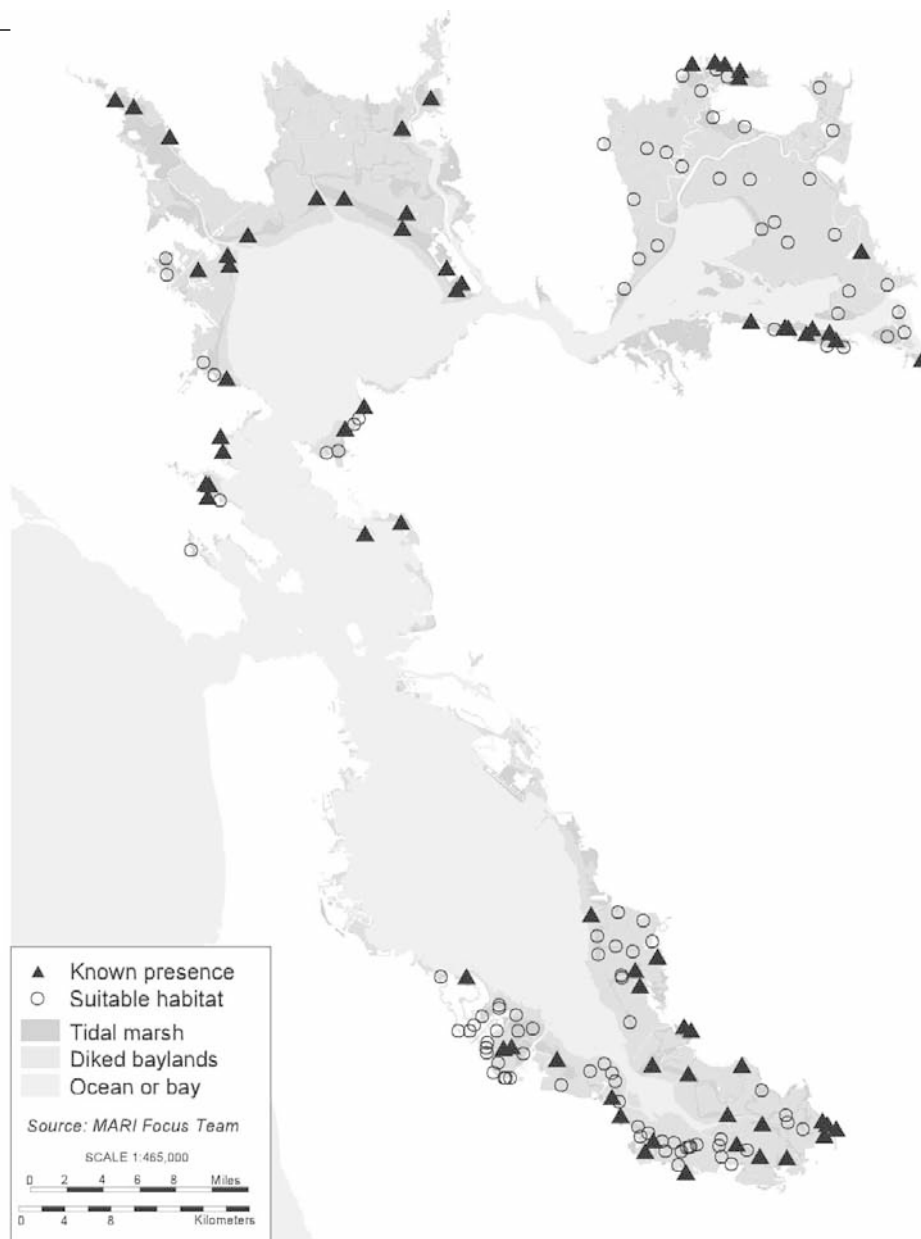 Known presence
Suitable habitat
Tidal marsh
Diked baylands
Ocean or bay
Source: MARI Focus Team
SCALE 1:465,000
0 2 4 6 8 Miles
0 4 8 Kilometers